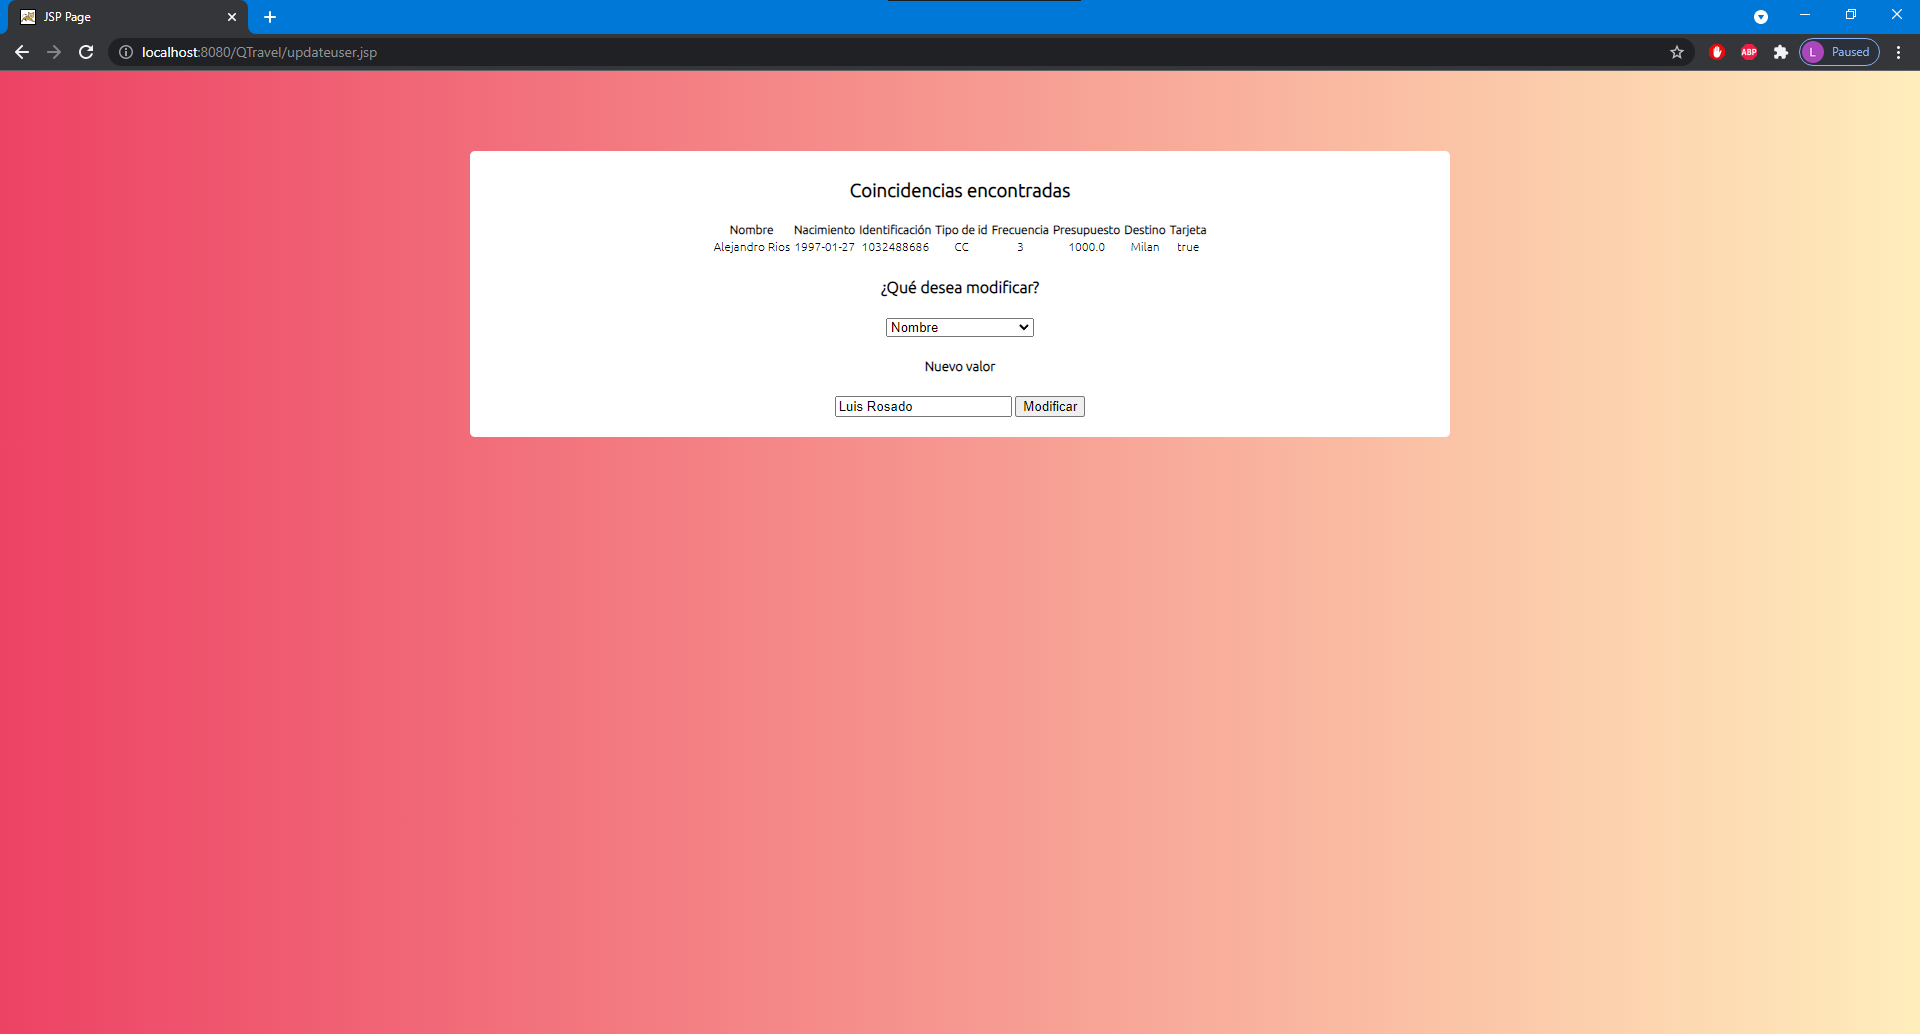 JSP Page
localhost:8080/QTravel/updateuser.jsp
ABP
L Paused
Coincidencias encontradas
Nombre Nacimiento Identificación Tipo de id Frecuencia Presupuesto Destino Tarjeta
Alejandro Rios 1997-01-27 1032488686 CC 3 1000.0 Milan true
¿Qué desea modificar?
Nombre
Nuevo valor
Luis Rosado Modificar